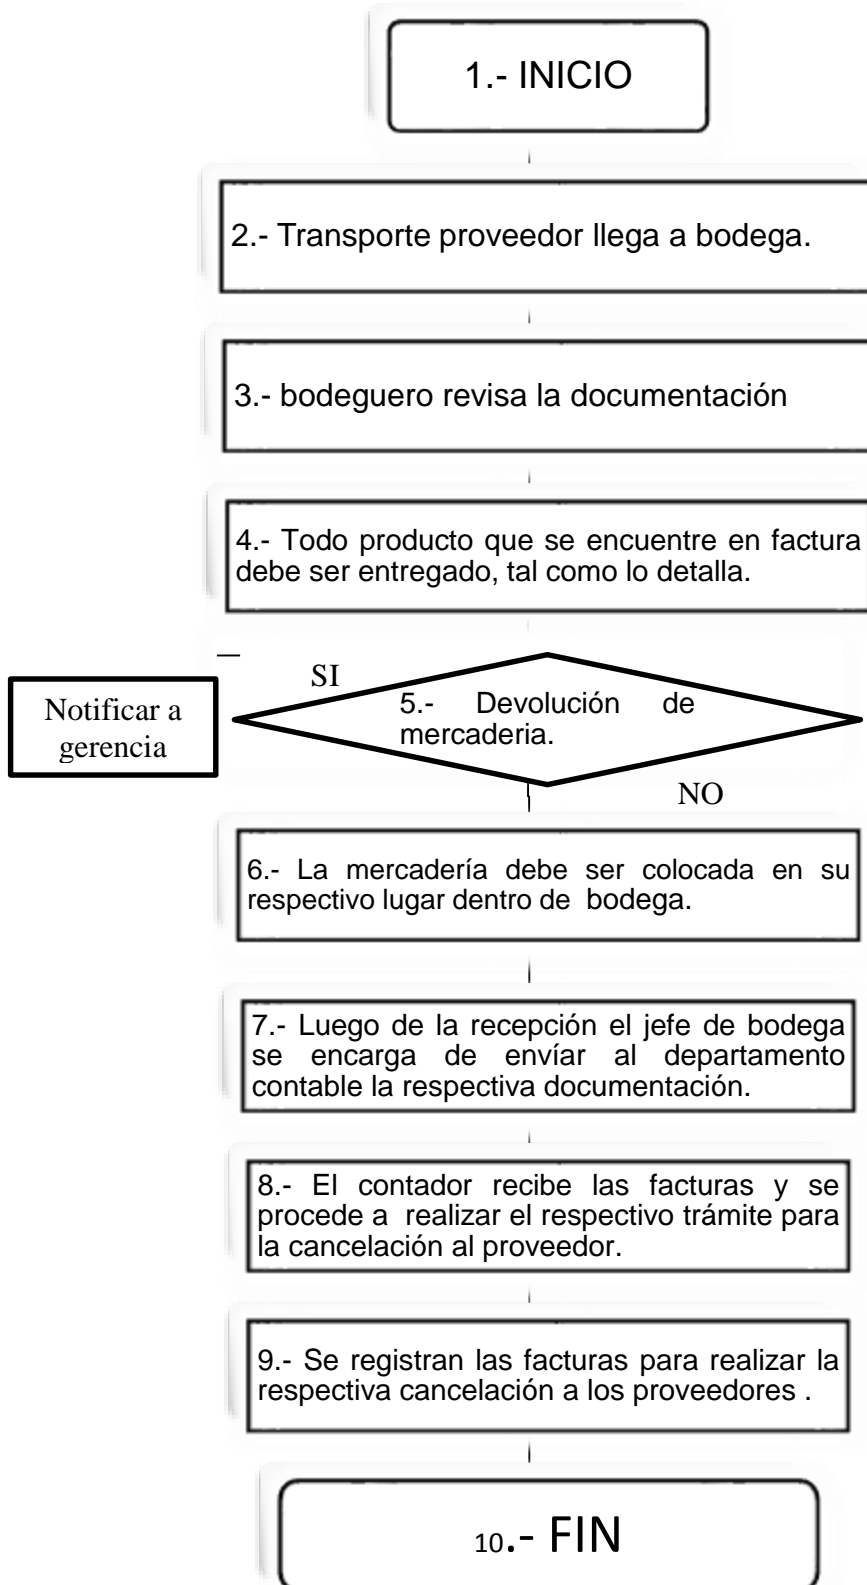 1.- INICIO
2.- Transporte proveedor llega a bodega.
3.- bodeguero revisa la documentación
4.- Todo producto que se encuentre en factura
debe ser entregado, tal como lo detalla.
SI
Notificar a
gerencia
5.- Devolución de
mercaderia.
NO
6.- La mercadería debe ser colocada en su
respectivo lugar dentro de bodega.
7.- Luego de la recepción el jefe de bodega
se encarga de envíar al departamento
contable la respectiva documentación.
8.- El contador recibe las facturas y se
procede a realizar el respectivo trámite para
la cancelación al proveedor.
9.- Se registran las facturas para realizar la
respectiva cancelación a los proveedores .
10.- FIN